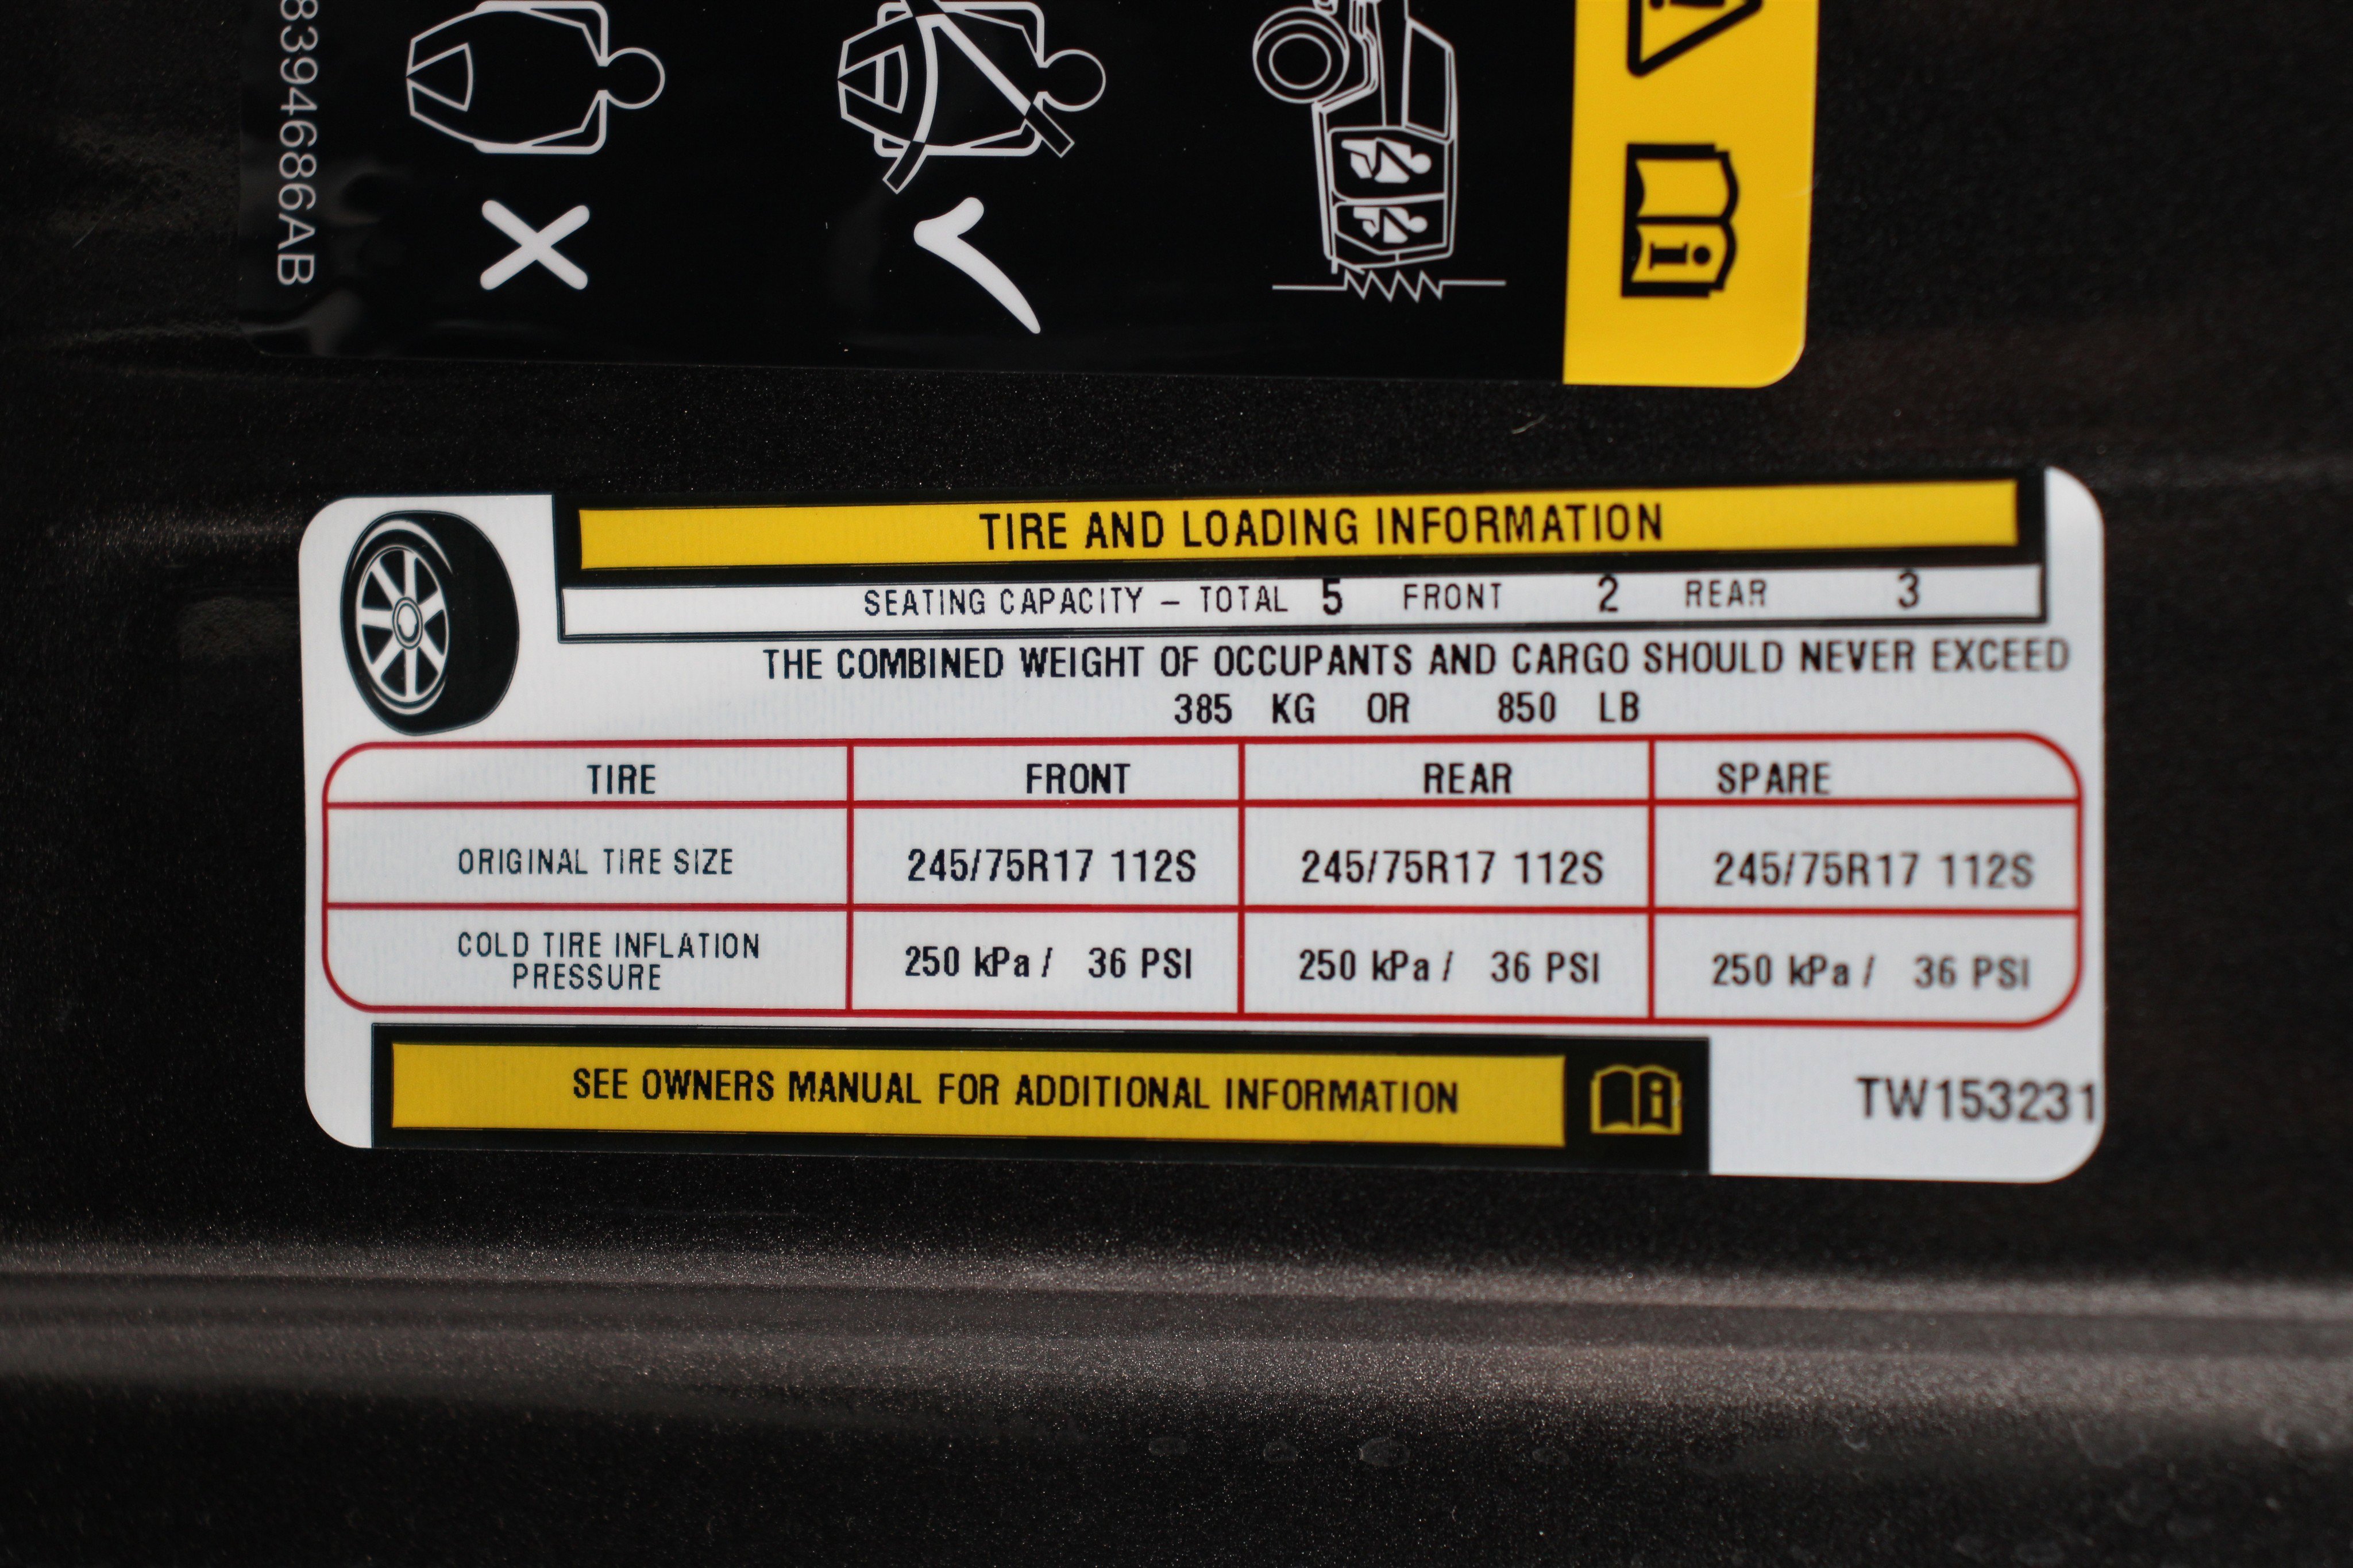 8394686AB
TIRE AND LOADING INFORMATION
SEATING CAPACITY – TOTAL 5 FRONT 2 REAR 3
THE COMBINED WEIGHT OF OCCUPANTS AND CARGO SHOULD NEVER EXCEED
385 KG OR 850 LB
TIRE FRONT REAR SPARE
ORIGINAL TIRE SIZE 245/75R17 112S 245/75R17 112S 245/75R17 112S
COLD TIRE INFLATION
PRESSURE 250 kPa / 36 PSI 250 kPa / 36 PSI 250 kPa / 36 PSI
SEE OWNERS MANUAL FOR ADDITIONAL INFORMATION
TW153231